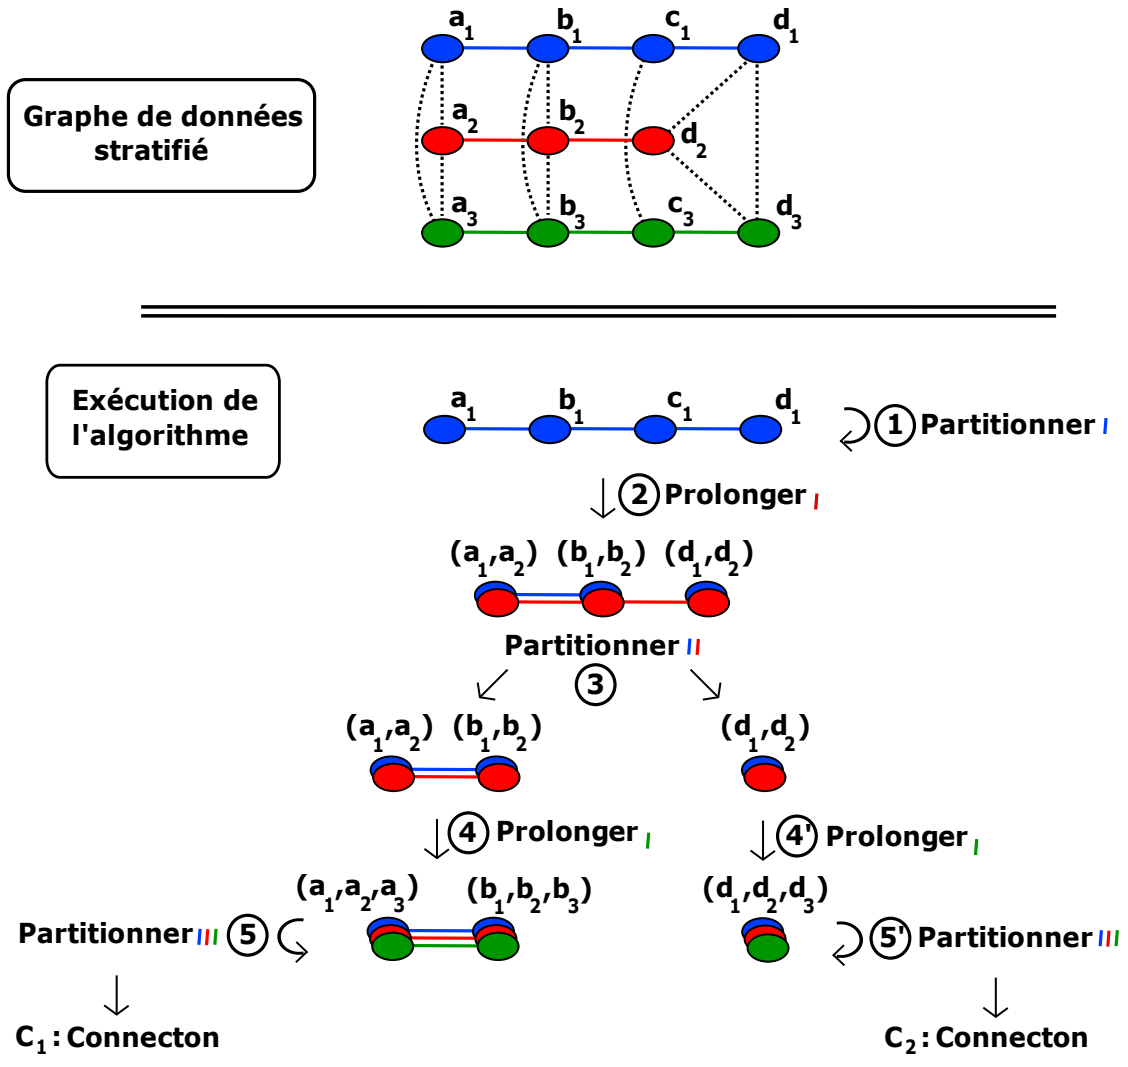 a1 b1 c1 d1
Graphe de données
stratifié
a2 b2 d2
a3 b3 c3 d3
Exécution de
l'algorithme
a1 b1 c1 d1
1 Partitionner
2 Prolonger
(a1,a2) (b1,b2) (d1,d2)
Partitionner
3
(a1,a2) (b1,b2) (d1,d2)
4 Prolonger 4' Prolonger
(a1,a2,a3) (b1,b2,b3) (d1,d2,d3)
Partitionner 5 5' Partitionner
C1 : Connecton C2 : Connecton